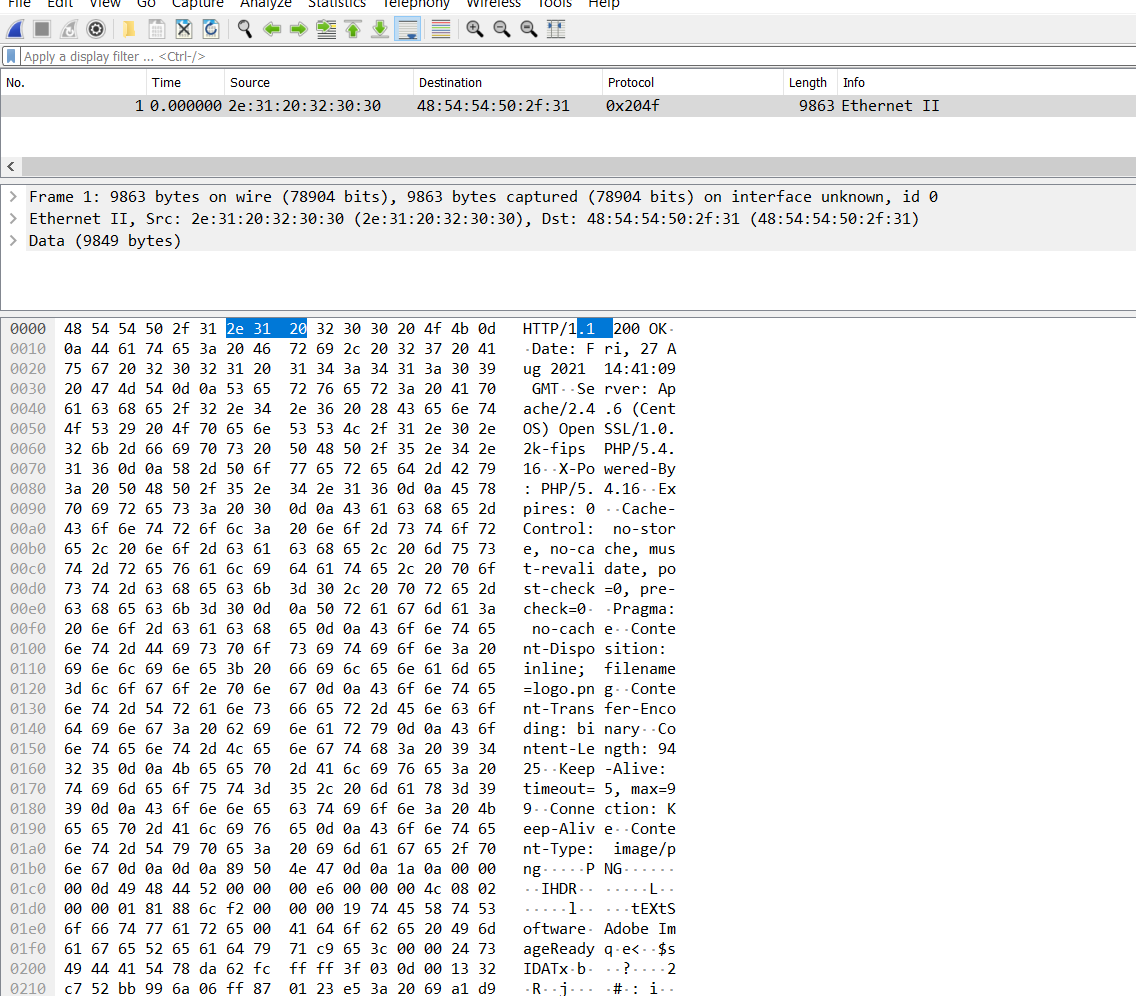 File Edit View Go Capture Analyze Statistics Telephony Wireless Tools Help
Apply a display filter ... <Ctrl-/>
No. Time Source Destination Protocol Length Info
1 0.000000 2e:31:20:32:30:30 48:54:54:50:2f:31 0x204f 9863 Ethernet II
Frame 1: 9863 bytes on wire (78904 bits), 9863 bytes captured (78904 bits) on interface unknown, id 0
Ethernet II, Src: 2e:31:20:32:30:30 (2e:31:20:32:30:30), Dst: 48:54:54:50:2f:31 (48:54:54:50:2f:31)
Data (9849 bytes)
0000 48 54 54 50 2f 31 2e 31 20 32 30 30 20 4f 4b 0d HTTP/1.1 200 OK·
0010 0a 44 61 74 65 3a 20 46 72 69 2c 20 32 37 20 41 ·Date: F ri, 27 A
0020 75 67 20 32 30 32 31 20 31 34 3a 34 31 3a 30 39 ug 2021 14:41:09
0030 20 47 4d 54 0d 0a 53 65 72 76 65 72 3a 20 41 70 GMT··Se rver: Ap
0040 61 63 68 65 2f 32 2e 34 2e 36 20 28 43 65 6e 74 ache/2.4 .6 (Cent
0050 4f 53 29 20 4f 70 65 6e 53 53 4c 2f 31 2e 30 2e OS) Open SSL/1.0.
0060 32 6b 2d 66 69 70 73 20 50 48 50 2f 35 2e 34 2e 2k-fips PHP/5.4.
0070 31 36 0d 0a 58 2d 50 6f 77 65 72 65 64 2d 42 79 16··X-Po wered-By
0080 3a 20 50 48 50 2f 35 2e 34 2e 31 36 0d 0a 45 78 : PHP/5. 4.16··Ex
0090 70 69 72 65 73 3a 20 30 0d 0a 43 61 63 68 65 2d pires: 0 ··Cache-
00a0 43 6f 6e 74 72 6f 6c 3a 20 6e 6f 2d 73 74 6f 72 Control: no-stor
00b0 65 2c 20 6e 6f 2d 63 61 63 68 65 2c 20 6d 75 73 e, no-ca che, mus
00c0 74 2d 72 65 76 61 6c 69 64 61 74 65 2c 20 70 6f t-revali date, po
00d0 73 74 2d 63 68 65 63 6b 3d 30 2c 20 70 72 65 2d st-check =0, pre-
00e0 63 68 65 63 6b 3d 30 0d 0a 50 72 61 67 6d 61 3a check=0· ·Pragma:
00f0 20 6e 6f 2d 63 61 63 68 65 0d 0a 43 6f 6e 74 65 no-cach e··Conte
0100 6e 74 2d 44 69 73 70 6f 73 69 74 69 6f 6e 3a 20 nt-Dispo sition:
0110 69 6e 6c 69 6e 65 3b 20 66 69 6c 65 6e 61 6d 65 inline; filename
0120 3d 6c 6f 67 6f 2e 70 6e 67 0d 0a 43 6f 6e 74 65 =logo.pn g··Conte
0130 6e 74 2d 54 72 61 6e 73 66 65 72 2d 45 6e 63 6f nt-Trans fer-Enco
0140 64 69 6e 67 3a 20 62 69 6e 61 72 79 0d 0a 43 6f ding: bi nary··Co
0150 6e 74 65 6e 74 2d 4c 65 6e 67 74 68 3a 20 39 34 ntent-Le ngth: 94
0160 32 35 0d 0a 4b 65 65 70 2d 41 6c 69 76 65 3a 20 25··Keep -Alive:
0170 74 69 6d 65 6f 75 74 3d 35 2c 20 6d 61 78 3d 39 timeout= 5, max=9
0180 39 0d 0a 43 6f 6e 6e 65 63 74 69 6f 6e 3a 20 4b 9··Conne ction: K
0190 65 65 70 2d 41 6c 69 76 65 0d 0a 43 6f 6e 74 65 eep-Aliv e··Conte
01a0 6e 74 2d 54 79 70 65 3a 20 69 6d 61 67 65 2f 70 nt-Type: image/p
01b0 6e 67 0d 0a 0d 0a 89 50 4e 47 0d 0a 1a 0a 00 00 ng·····P NG······
01c0 00 0d 49 48 44 52 00 00 00 e6 00 00 00 4c 08 02 ··IHDR·· ·····L··
01d0 00 00 01 81 88 6c f2 00 00 00 19 74 45 58 74 53 ·····l·· ···tEXtS
01e0 6f 66 74 77 61 72 65 00 41 64 6f 62 65 20 49 6d oftware· Adobe Im
01f0 61 67 65 52 65 61 64 79 71 c9 65 3c 00 00 24 73 ageReady q·e<··$s
0200 49 44 41 54 78 da 62 fc ff ff 3f 03 0d 00 13 32 IDATx·b· ··?····2
0210 c7 52 bb 99 6a 06 ff 87 01 23 e5 3a 20 69 a1 d9 ·R··j··· ·#·: i··